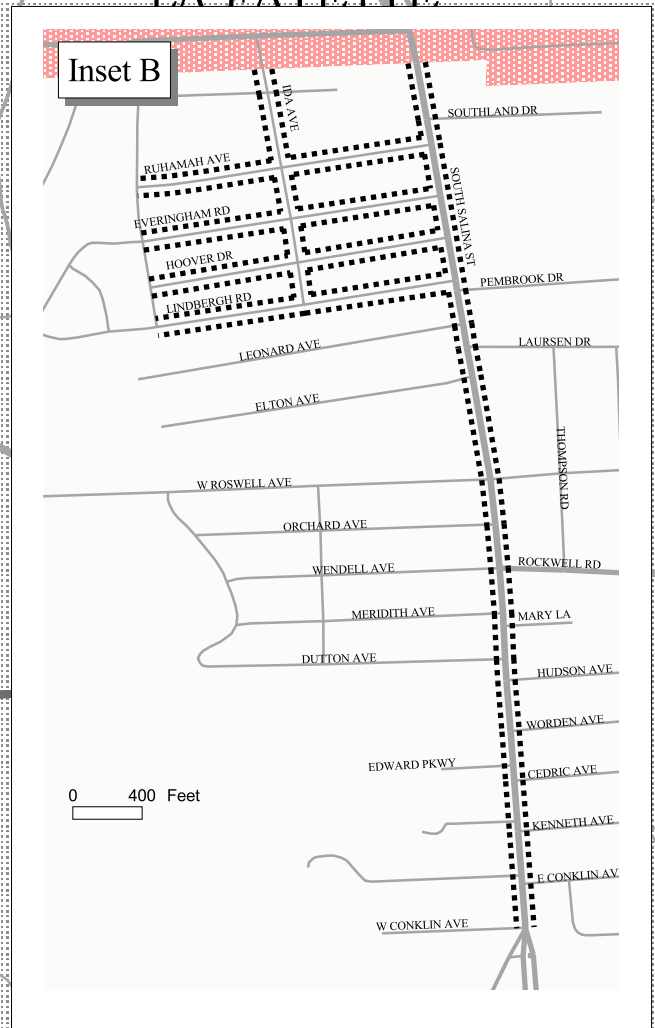 Inset B
IDA AVE
SOUTHLAND DR
RUHAMAH AVE
SOUTH SALINA ST
EVERINGHAM RD
HOOVER DR
PEMBROOK DR
LINDBERGH RD
LEONARD AVE
LAURSEN DR
ELTON AVE
THOMPSON RD
W ROSWELL AVE
ORCHARD AVE
WENDELL AVE
ROCKWELL RD
MERIDITH AVE
MARY LA
DUTTON AVE
HUDSON AVE
WORDEN AVE
EDWARD PKWY
CEDRIC AVE
0 400 Feet
KENNETH AVE
E CONKLIN AV
W CONKLIN AVE